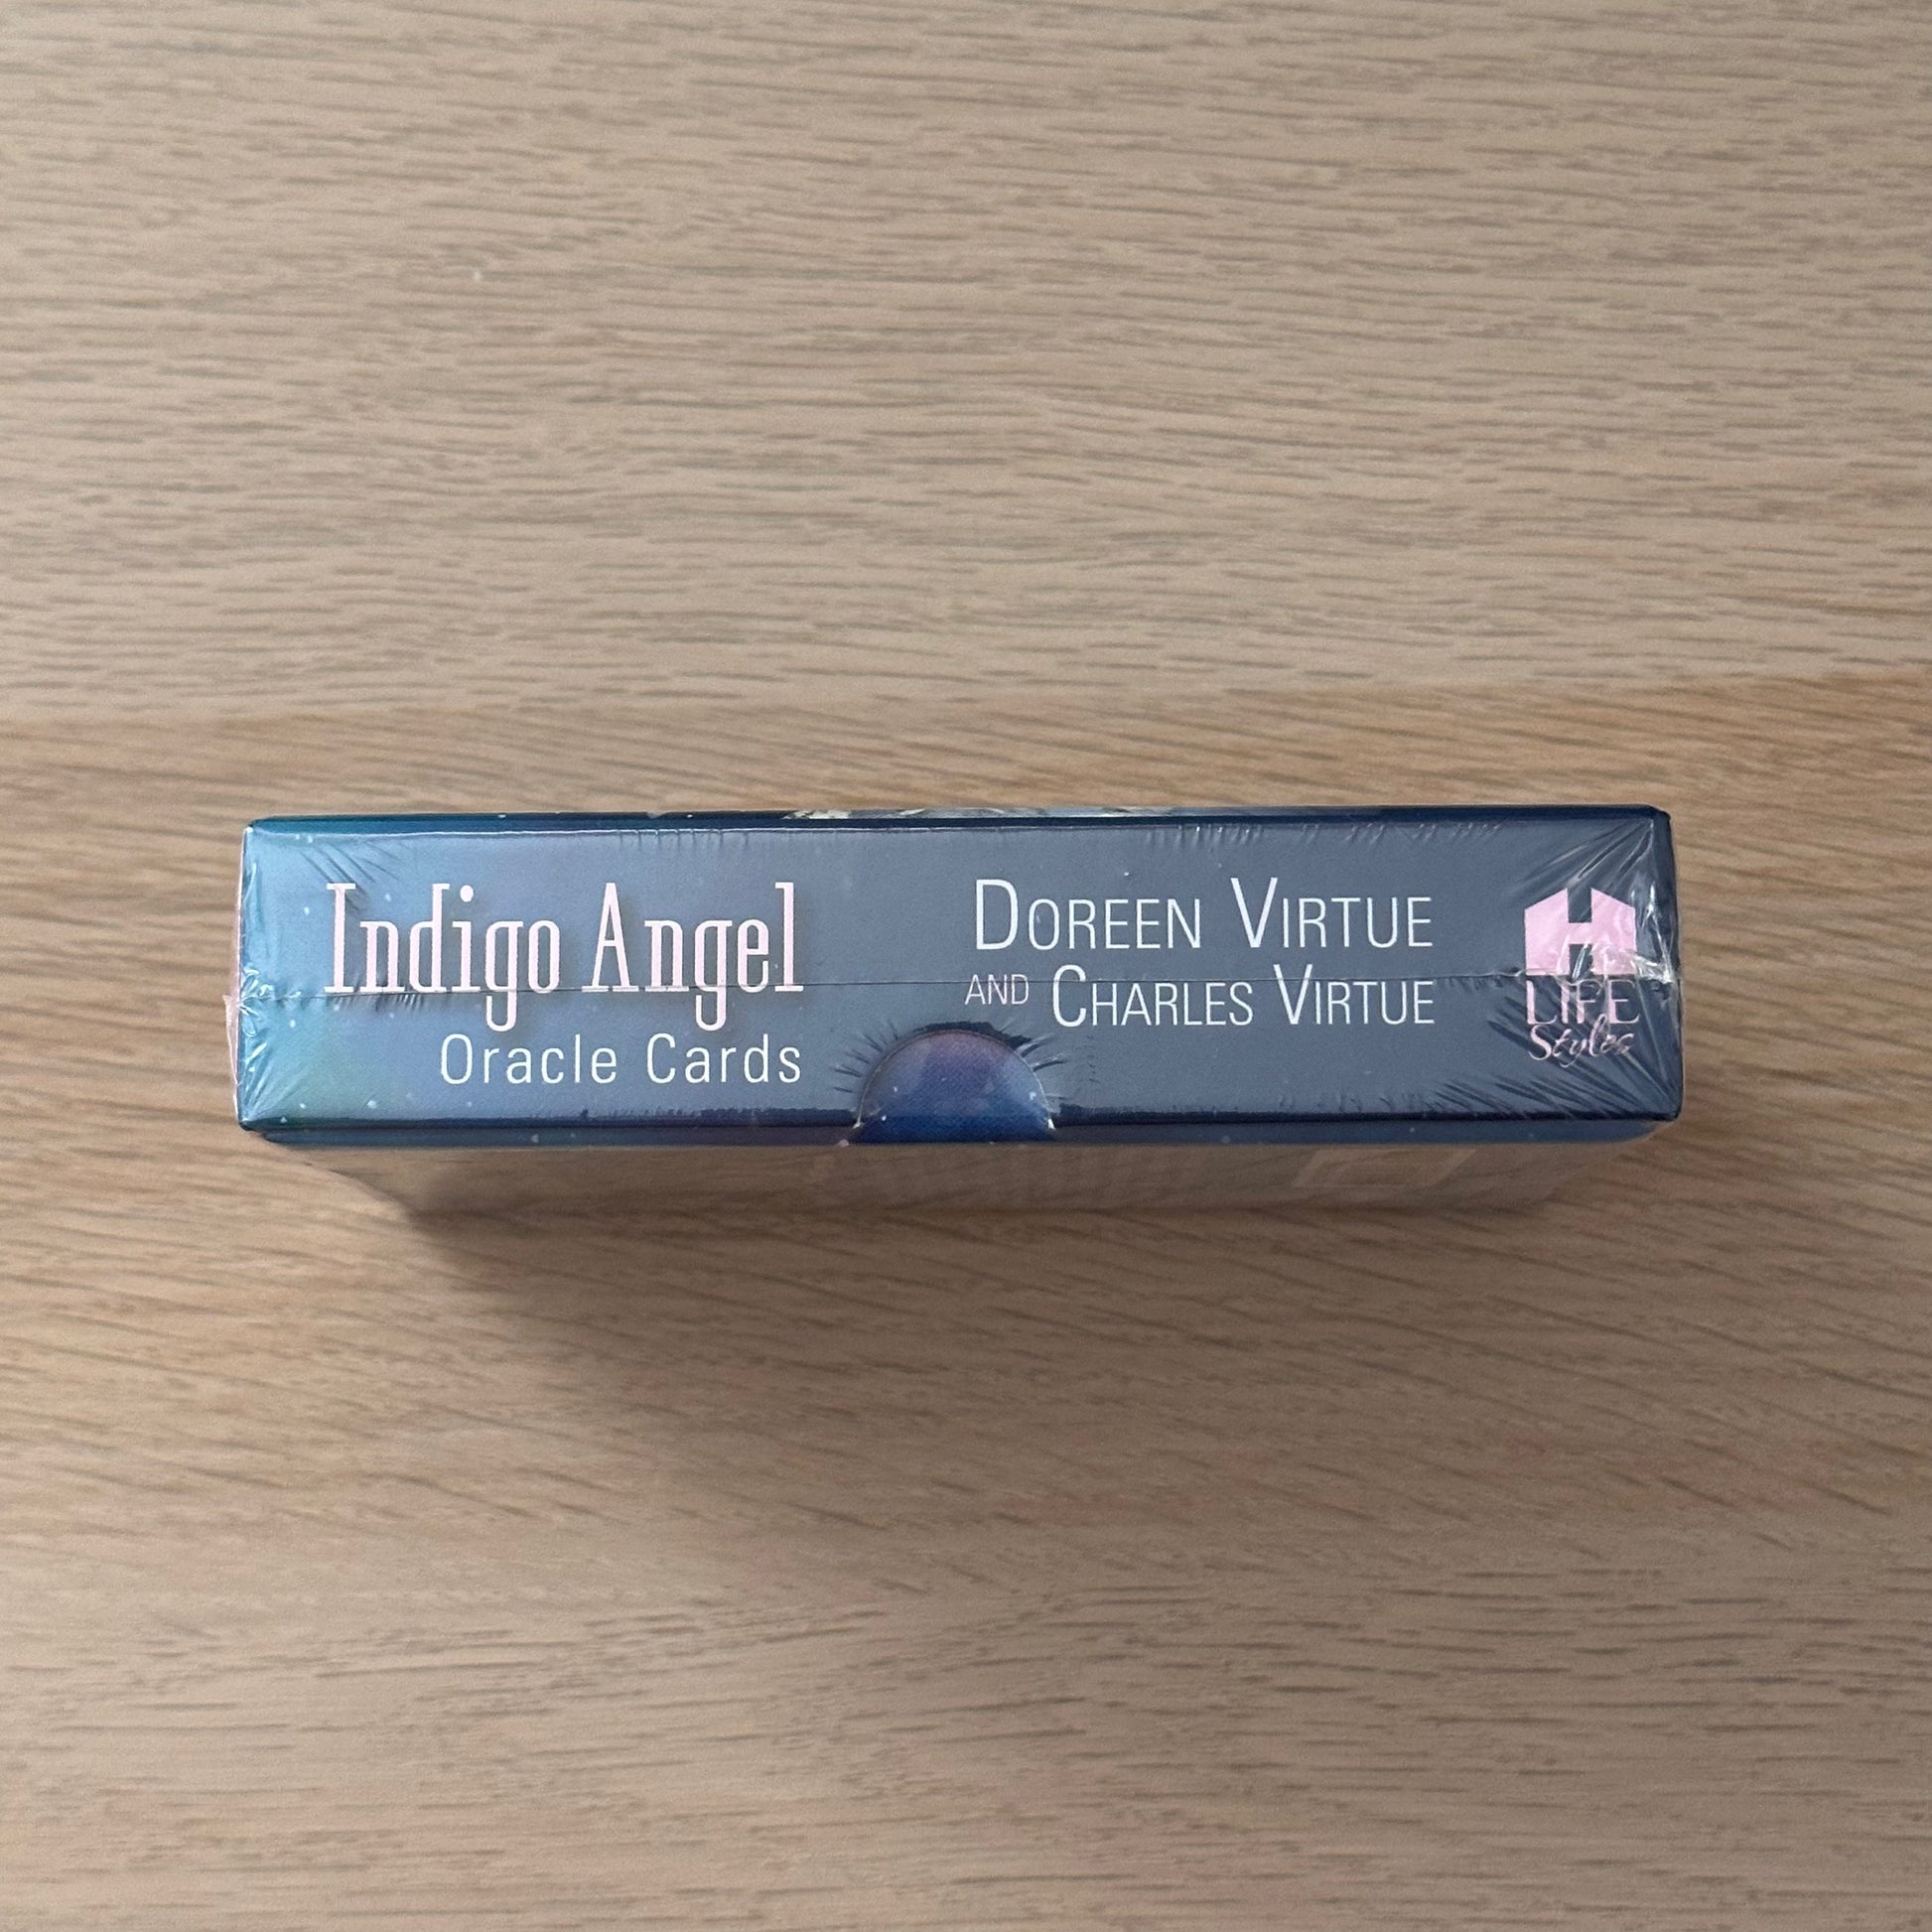 Indigo Angel
Oracle Cards
DOREEN VIRTUE
AND CHARLES VIRTUE
H
LIFE
Styles